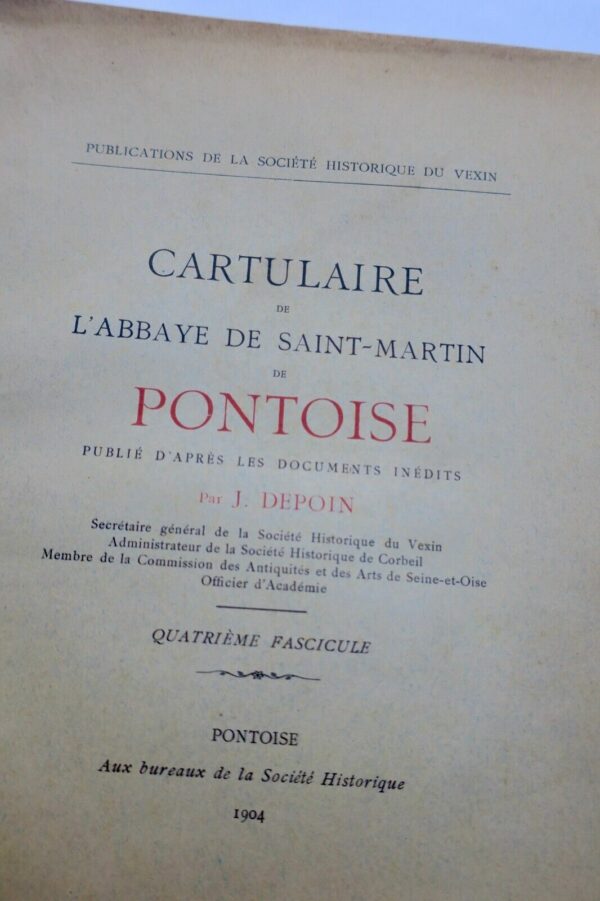 PUBLICATIONS DE LA SOCIÉTÉ HISTORIQUE DU VEXIN
CARTULAIRE
DE
L'ABBAYE DE SAINT-MARTIN
DE
PONTOISE
PUBLIÉ D'APRÈS LES DOCUMENTS INÉDITS
Par J. DEPOIN
Secrétaire général de la Société Historique du Vexin
Administrateur de la Société Historique de Corbeil
Membre de la Commission des Antiquités et des Arts de Seine-et-Oise
Officier d'Académie
QUATRIÈME FASCICULE
PONTOISE
Aux bureaux de la Société Historique
1904